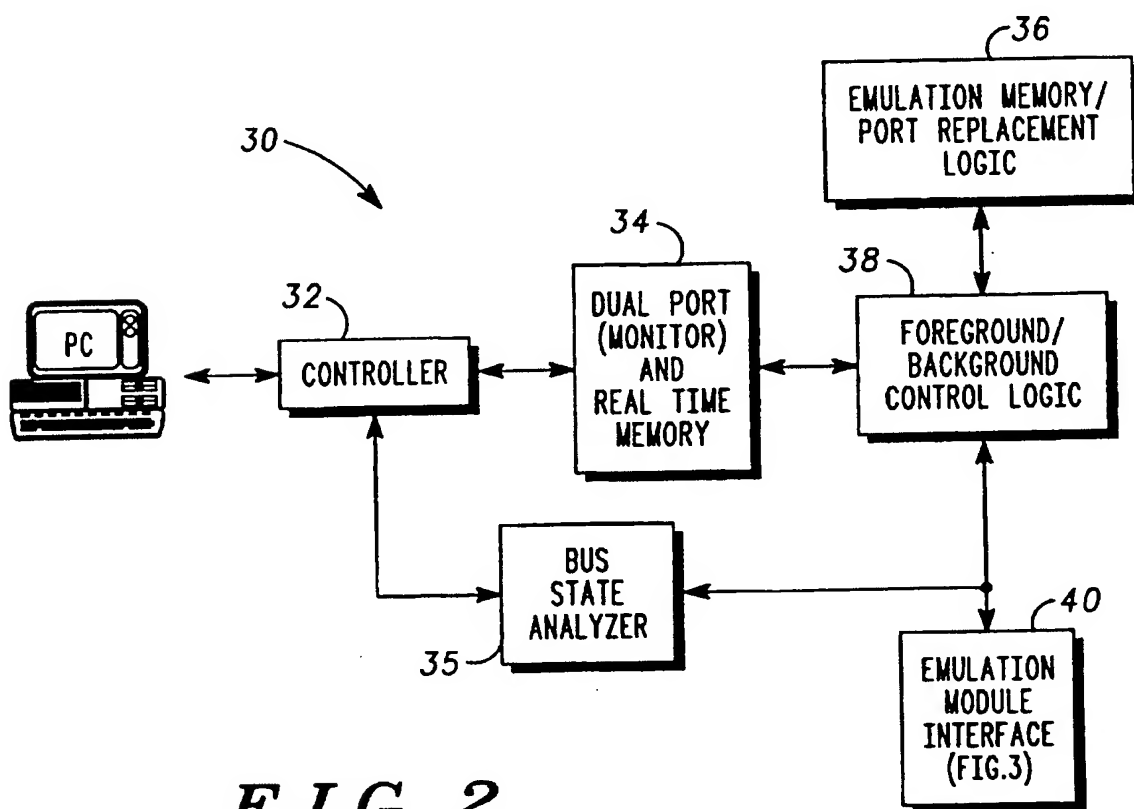 36
EMULATION MEMORY/
PORT REPLACEMENT
LOGIC
30
34
38
32
PC
CONTROLLER
DUAL PORT
(MONITOR)
AND
REAL TIME
MEMORY
FOREGROUND/
BACKGROUND
CONTROL LOGIC
BUS
STATE
ANALYZER
35
40
EMULATION
MODULE
INTERFACE
(FIG.3)
FIG. 2